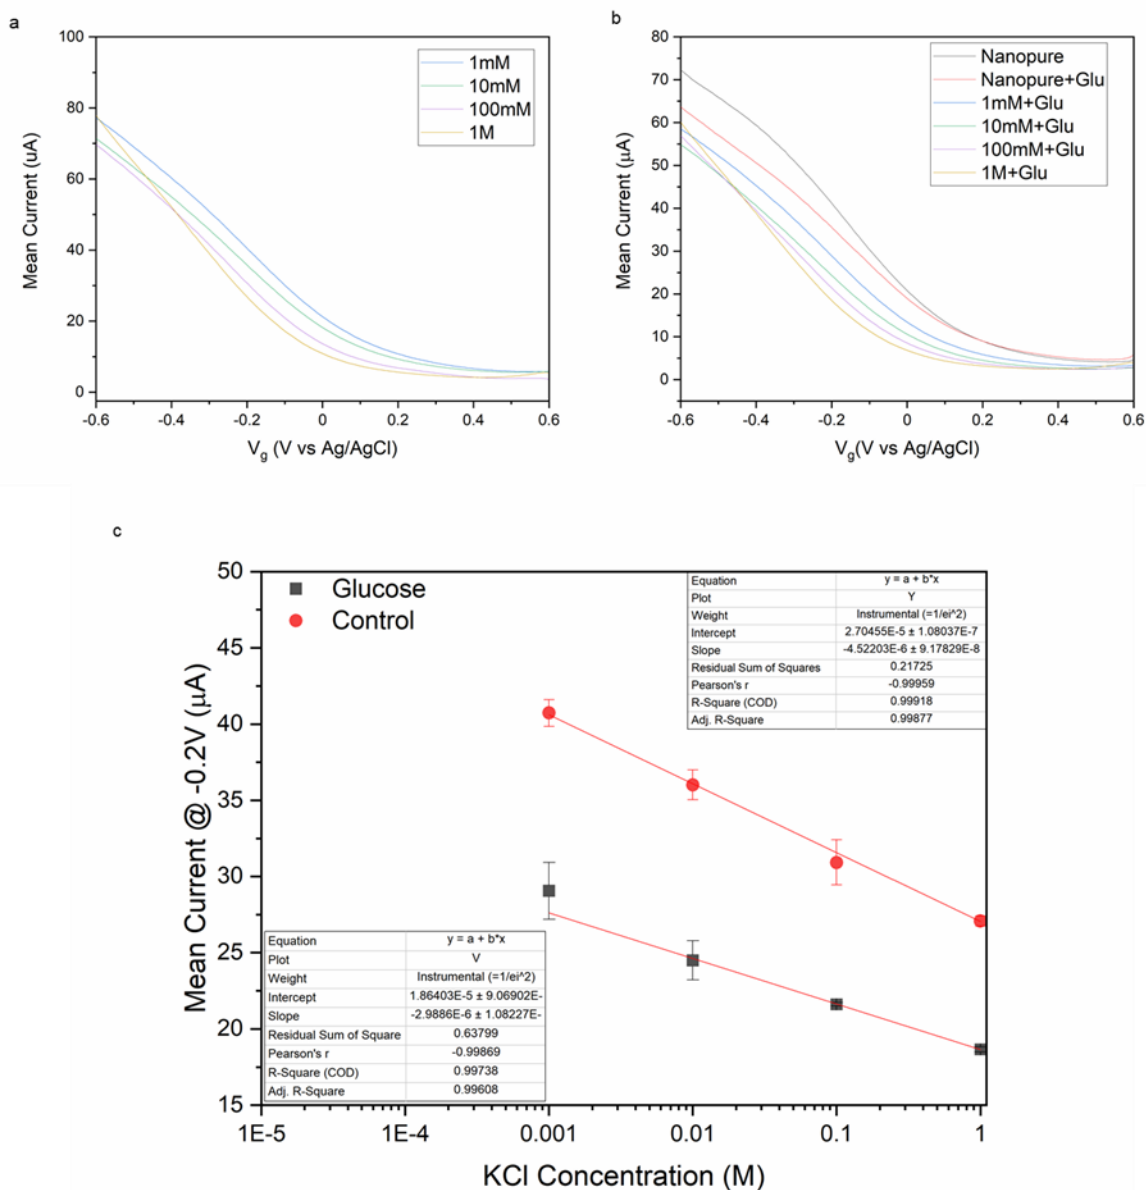 a
100
80
60
40
20
0
-0.6
-0.4
-0.2
0
0.2
0.4
0.6
Mean Current (uA)
Vg (V vs Ag/AgCl)
1mM
10mM
100mM
1M
b
80
70
60
50
40
30
20
10
0
-0.6
-0.4
-0.2
0
0.2
0.4
0.6
Mean Current (μA)
Vg(V vs Ag/AgCl)
Nanopure
Nanopure+Glu
1mM+Glu
10mM+Glu
100mM+Glu
1M+Glu
c
50
45
40
35
30
25
20
15
1E-5
1E-4
0.001
0.01
0.1
1
Mean Current @ -0.2V (μA)
KCl Concentration (M)
Glucose
Control
Equation y = a + b*x
Plot Y
Weight Instrumental (=1/ei^2)
Intercept 2.70455E-5 ± 1.08037E-7
Slope -4.52203E-6 ± 9.17829E-8
Residual Sum of Squares 0.21725
Pearson's r -0.99959
R-Square (COD) 0.99918
Adj. R-Square 0.99877
Equation y = a + b*x
Plot V
Weight Instrumental (=1/ei^2)
Intercept 1.86403E-5 ± 9.06902E-
Slope -2.9886E-6 ± 1.08227E-
Residual Sum of Square 0.63799
Pearson's r -0.99869
R-Square (COD) 0.99738
Adj. R-Square 0.99608